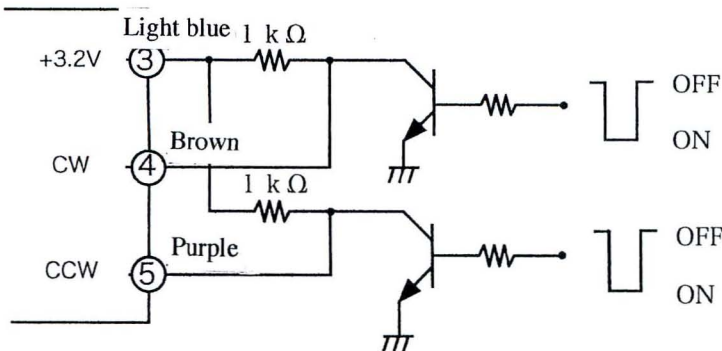 Light blue
+3.2V ③ 1 kΩ
OFF
ON
CW ④ Brown
1 kΩ
CCW ⑤ Purple
OFF
ON